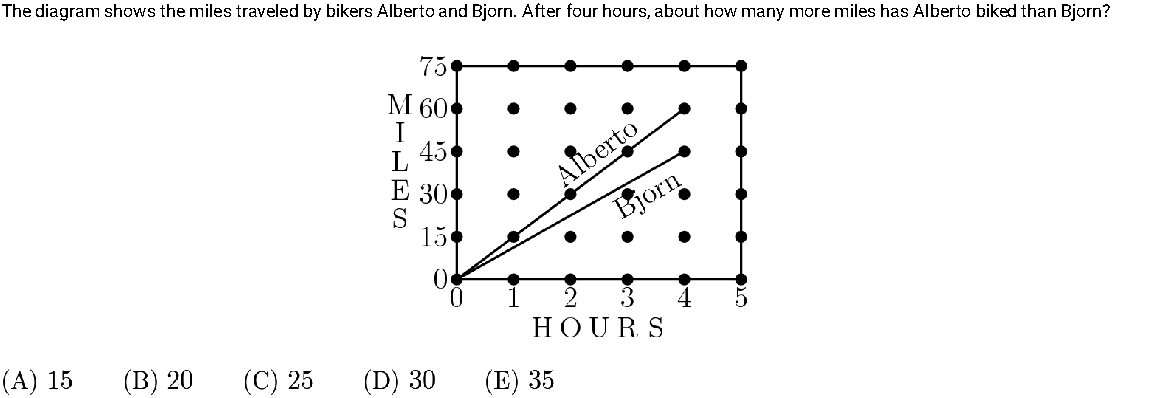 The diagram shows the miles traveled by bikers Alberto and Bjorn. After four hours, about how many more miles has Alberto biked than Bjorn?
75
M 60
I
L 45
E 30
S
15
0
Alberto
Bjorn
0 1 2 3 4 5
H O U R S
(A) 15 (B) 20 (C) 25 (D) 30 (E) 35